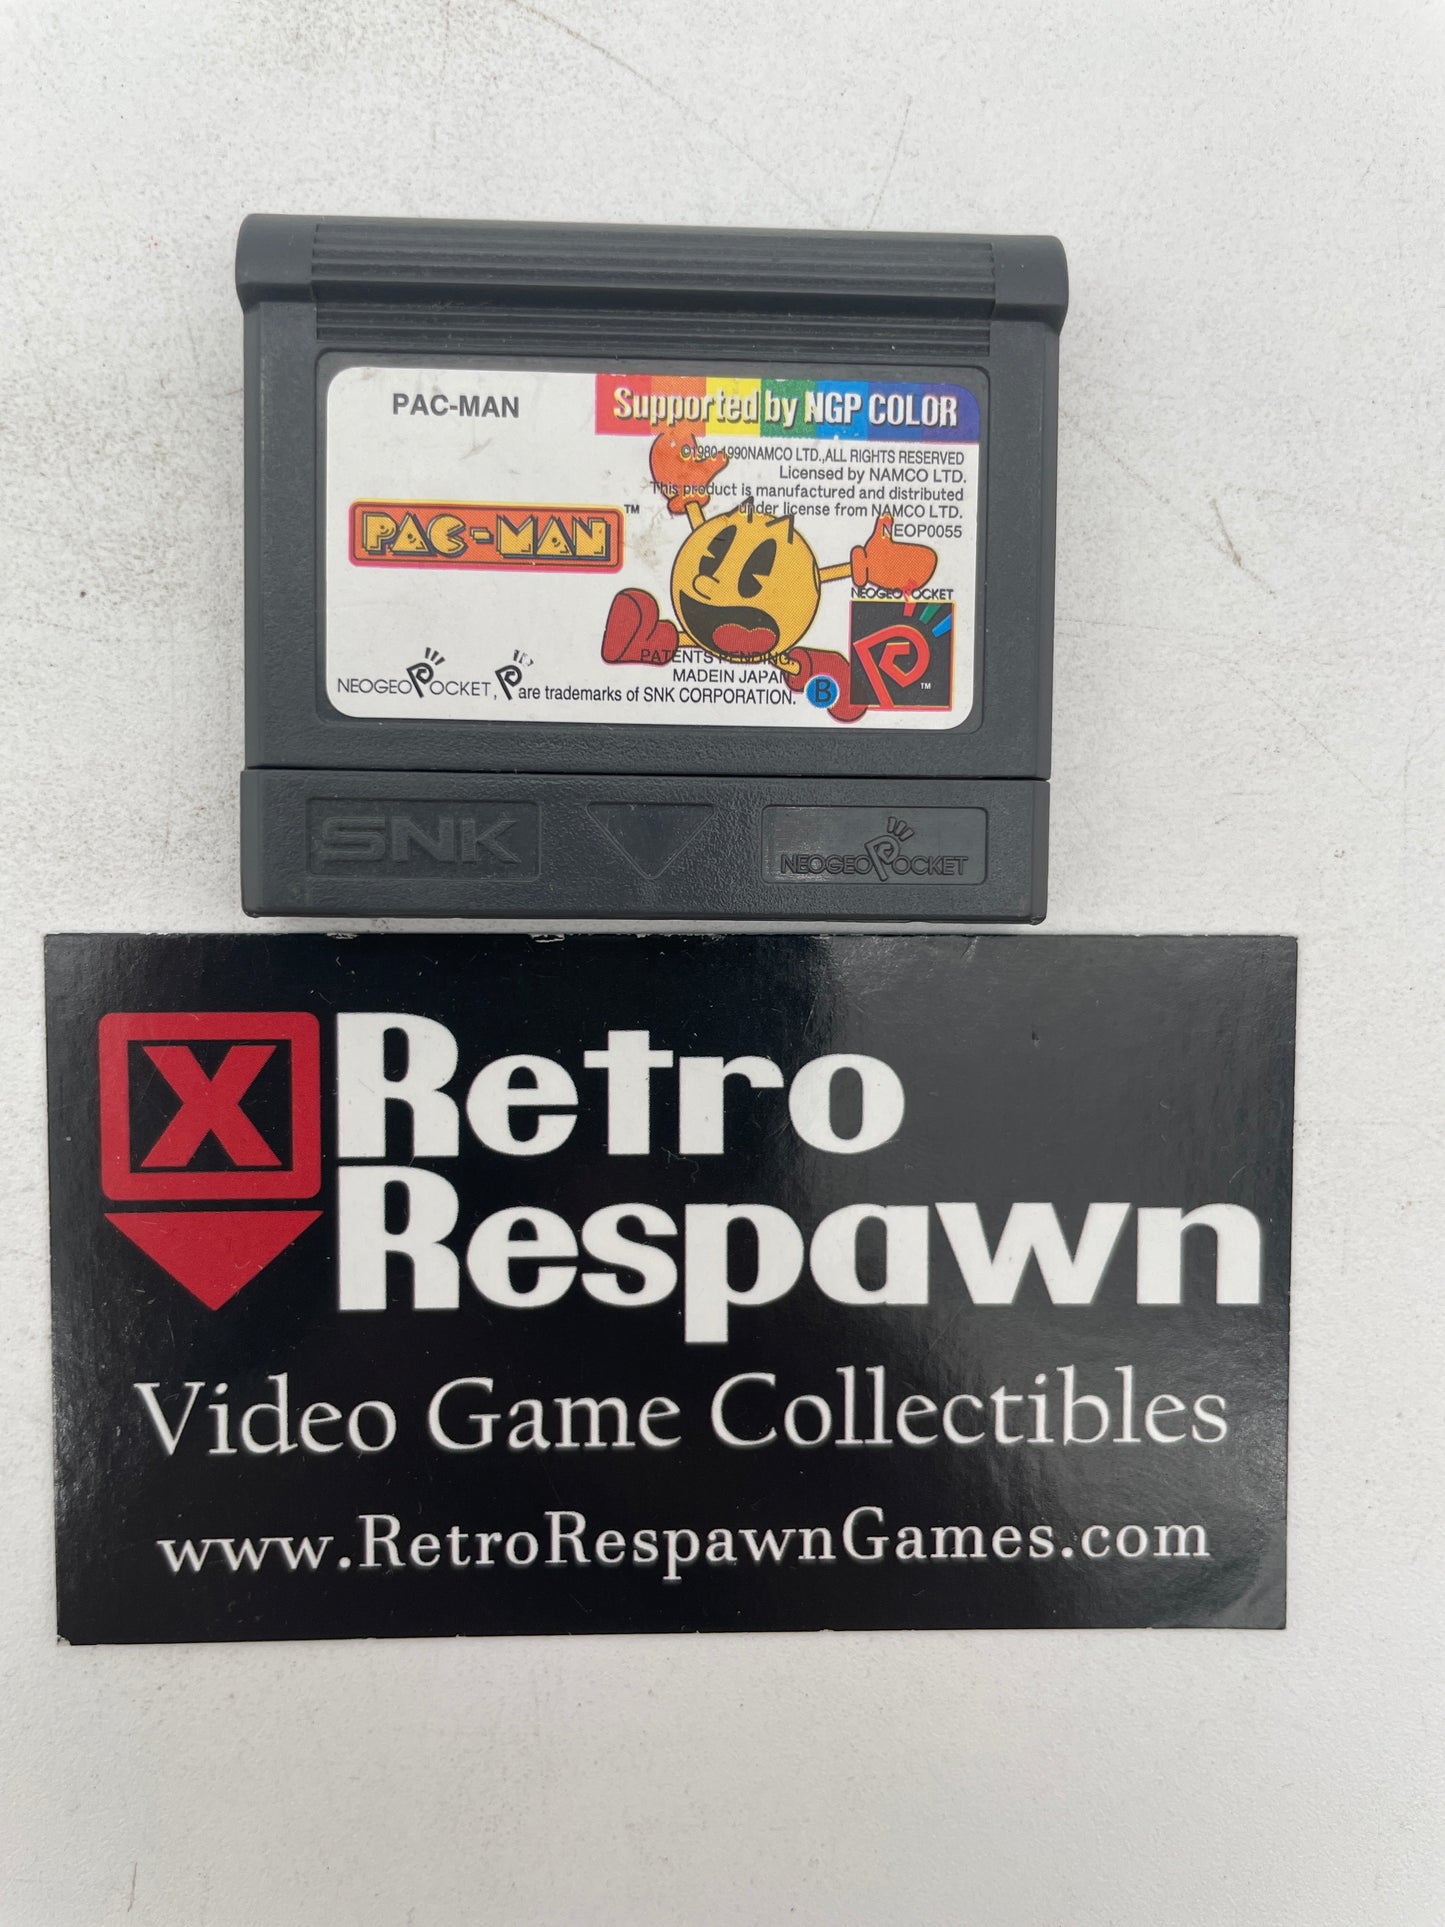 PAC-MAN
Supported by NGP COLOR
©1980-1990NAMCO LTD.,ALL RIGHTS RESERVED
Licensed by NAMCO LTD.
This product is manufactured and distributed
under license from NAMCO LTD.
NEOP0055
PAC-MAN™
NEOGEO POCKET
™
PATENTS PENDING.
MADEIN JAPAN
NEOGEO POCKET, P are trademarks of SNK CORPORATION.
B
SNK
NEOGEO POCKET
X
Retro
Respawn
Video Game Collectibles
www.RetroRespawnGames.com